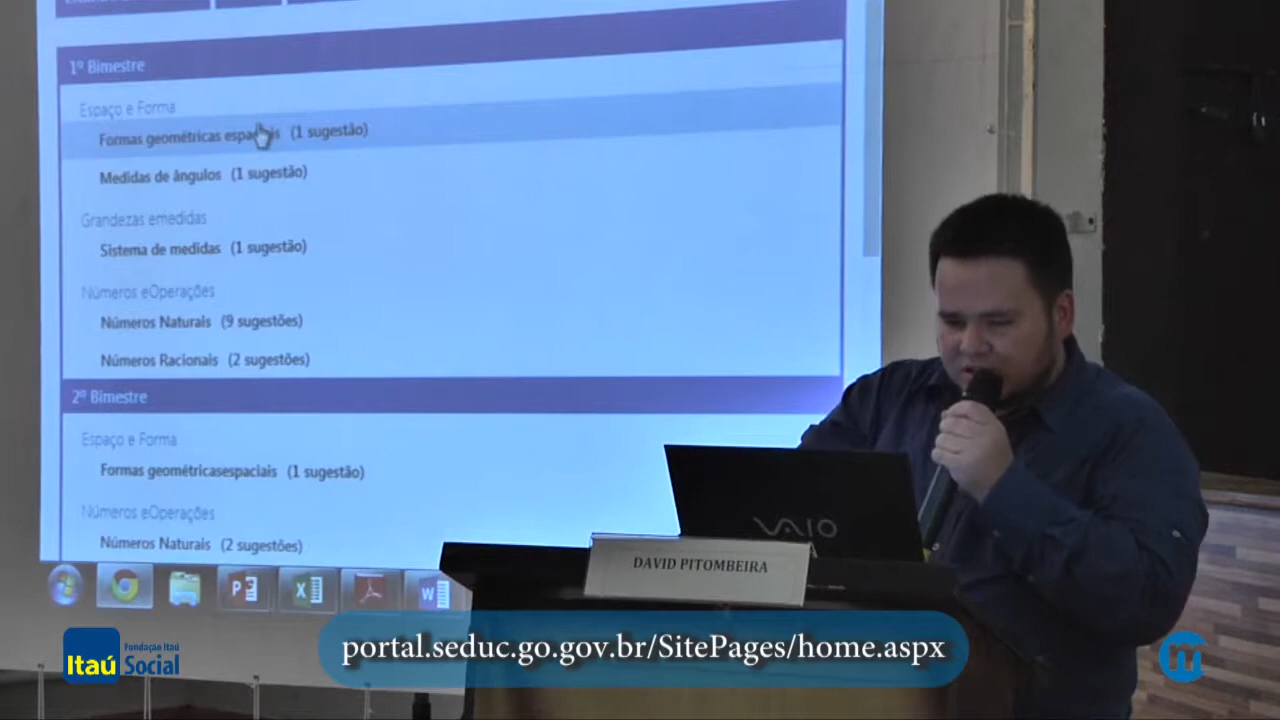 1º Bimestre
Espaço e Forma
Formas geométricas espaciais (1 sugestão)
Medidas de ângulos (1 sugestão)
Grandezas emedidas
Sistema de medidas (1 sugestão)
Números eOperações
Números Naturais (9 sugestões)
Números Racionais (2 sugestões)
2º Bimestre
Espaço e Forma
Formas geométricasespaciais (1 sugestão)
Números eOperações
Números Naturais (2 sugestões)
VAIO
DAVID PITOMBEIRA
portal.seduc.go.gov.br/SitePages/home.aspx
Fundação Itaú
Itaú Social